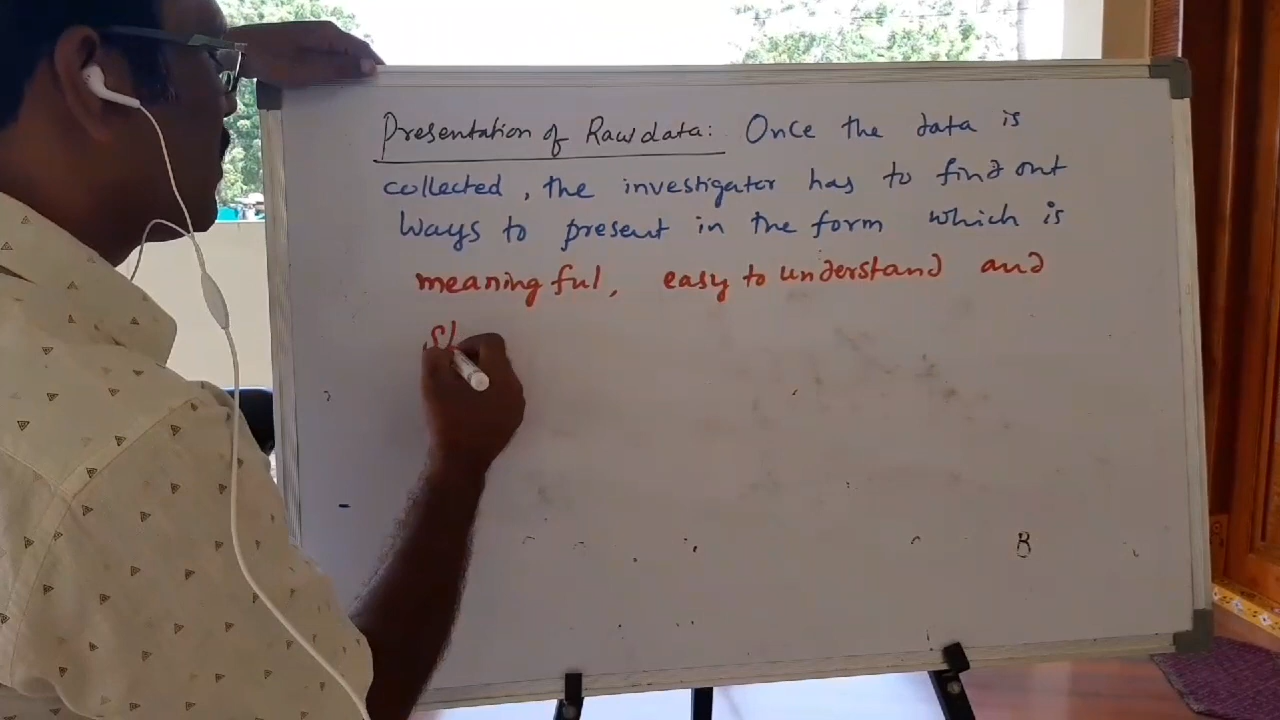 Presentation of Raw data: Once the data is
collected, the investigator has to find out
ways to present in the form which is
meaningful, easy to understand and
B